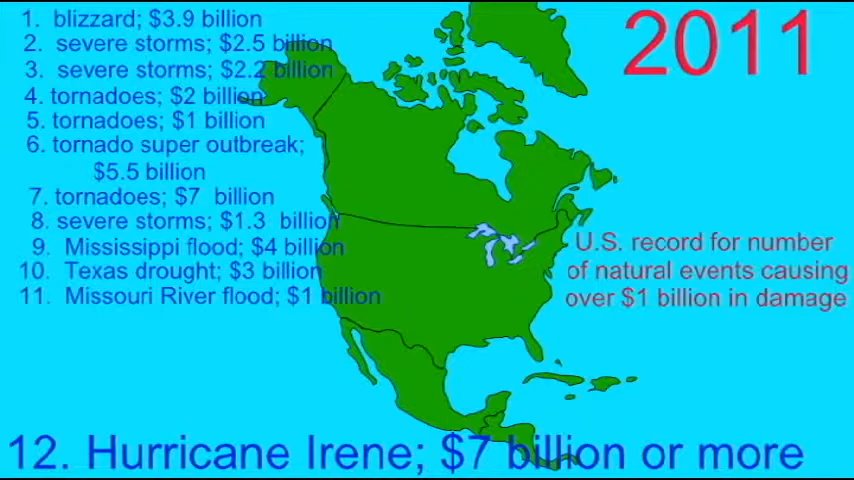 1. blizzard; $3.9 billion
2. severe storms; $2.5 billion
3. severe storms; $2.2 billion
4. tornadoes; $2 billion
5. tornadoes; $1 billion
6. tornado super outbreak;
$5.5 billion
7. tornadoes; $7 billion
8. severe storms; $1.3 billion
9. Mississippi flood; $4 billion
10. Texas drought; $3 billion
11. Missouri River flood; $1 billion
2011
U.S. record for number
of natural events causing
over $1 billion in damage
12. Hurricane Irene; $7 billion or more